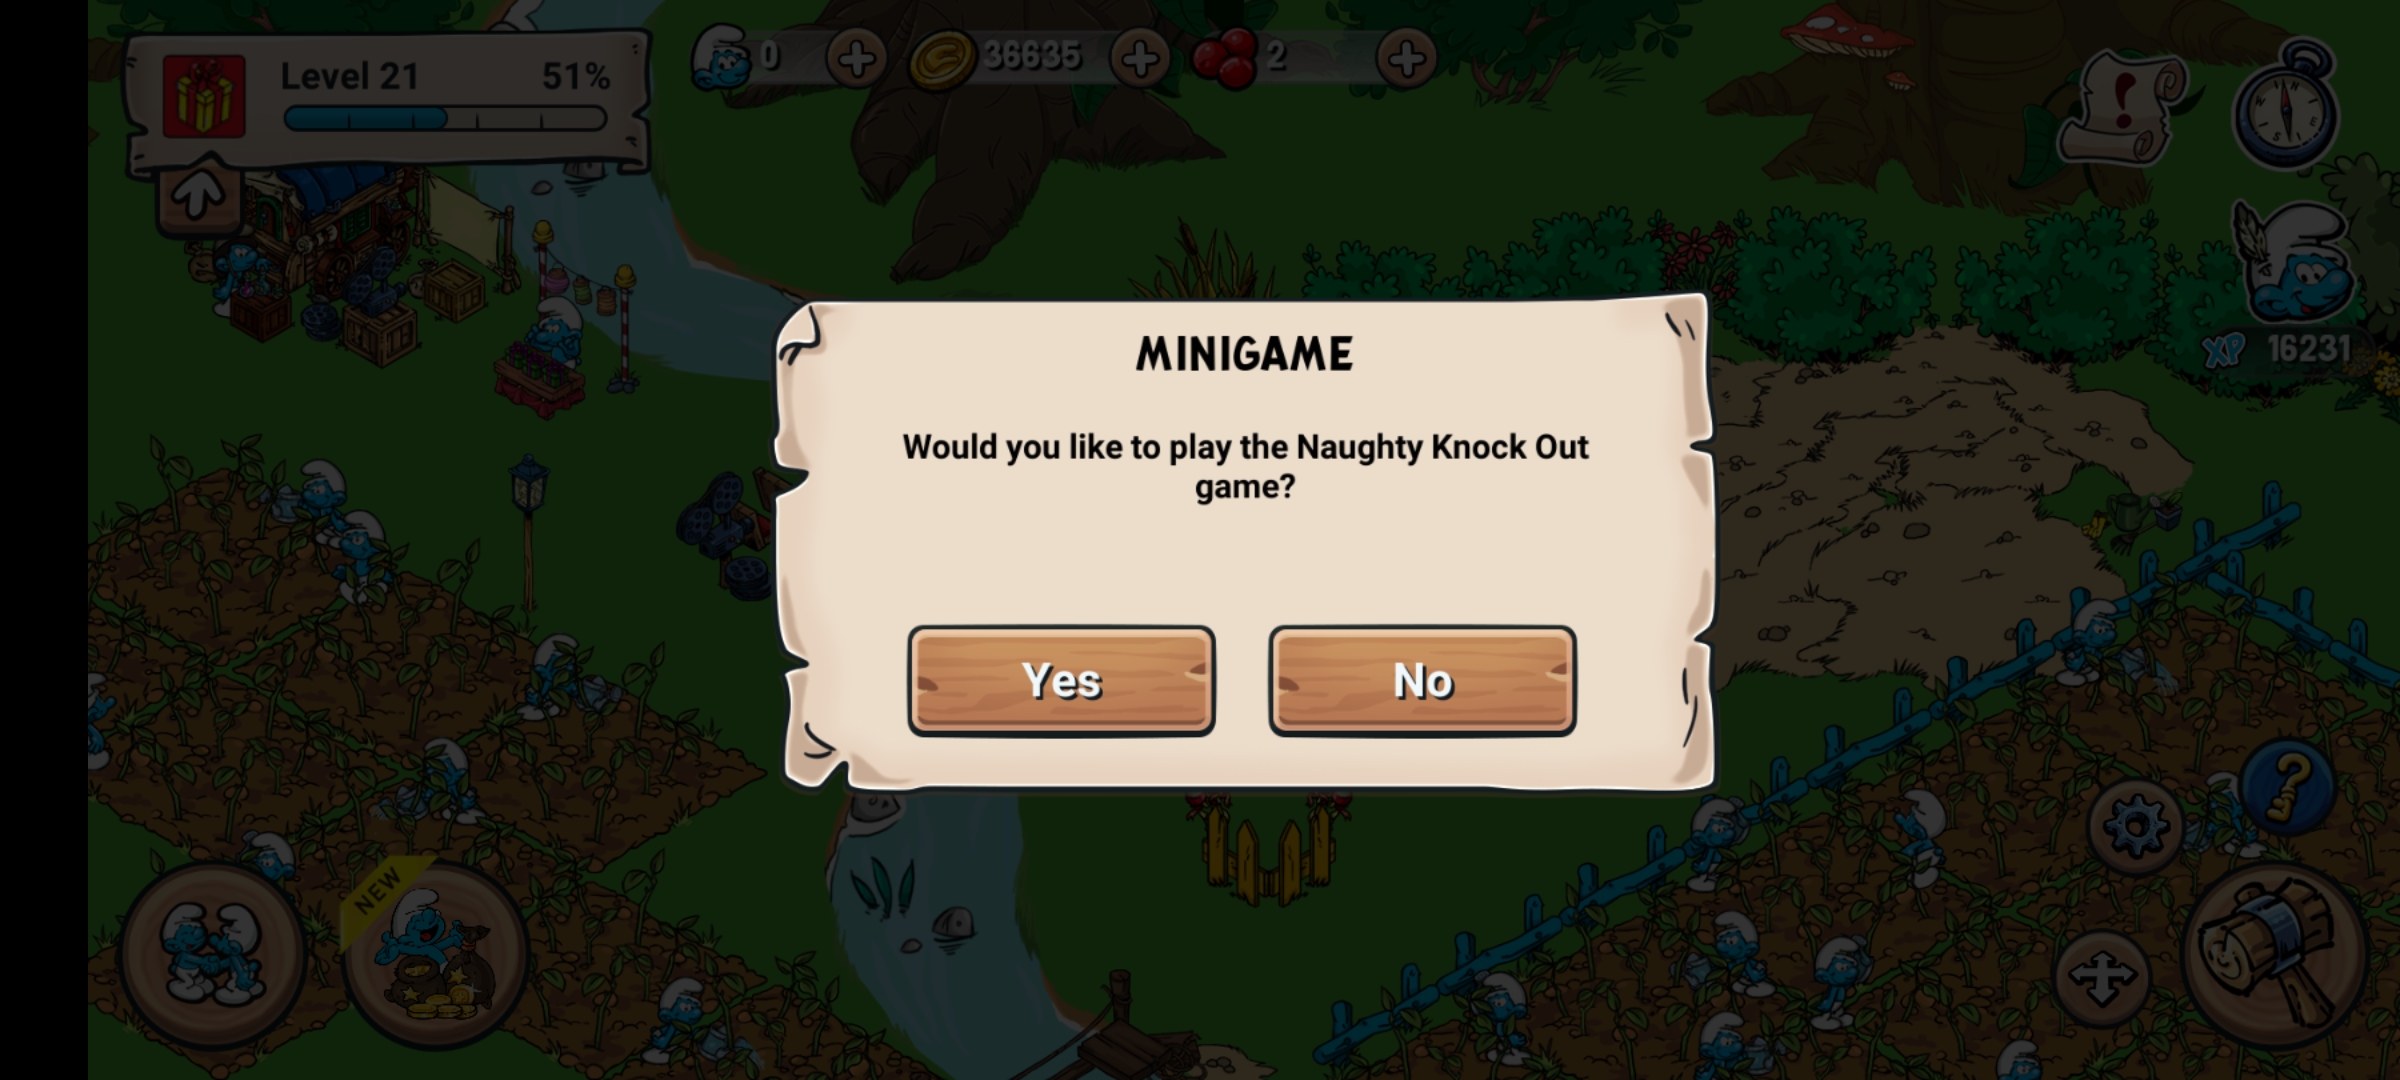 Level 21 51%
0
36635
2
XP 16231
MINIGAME
Would you like to play the Naughty Knock Out
game?
Yes
No
NEW